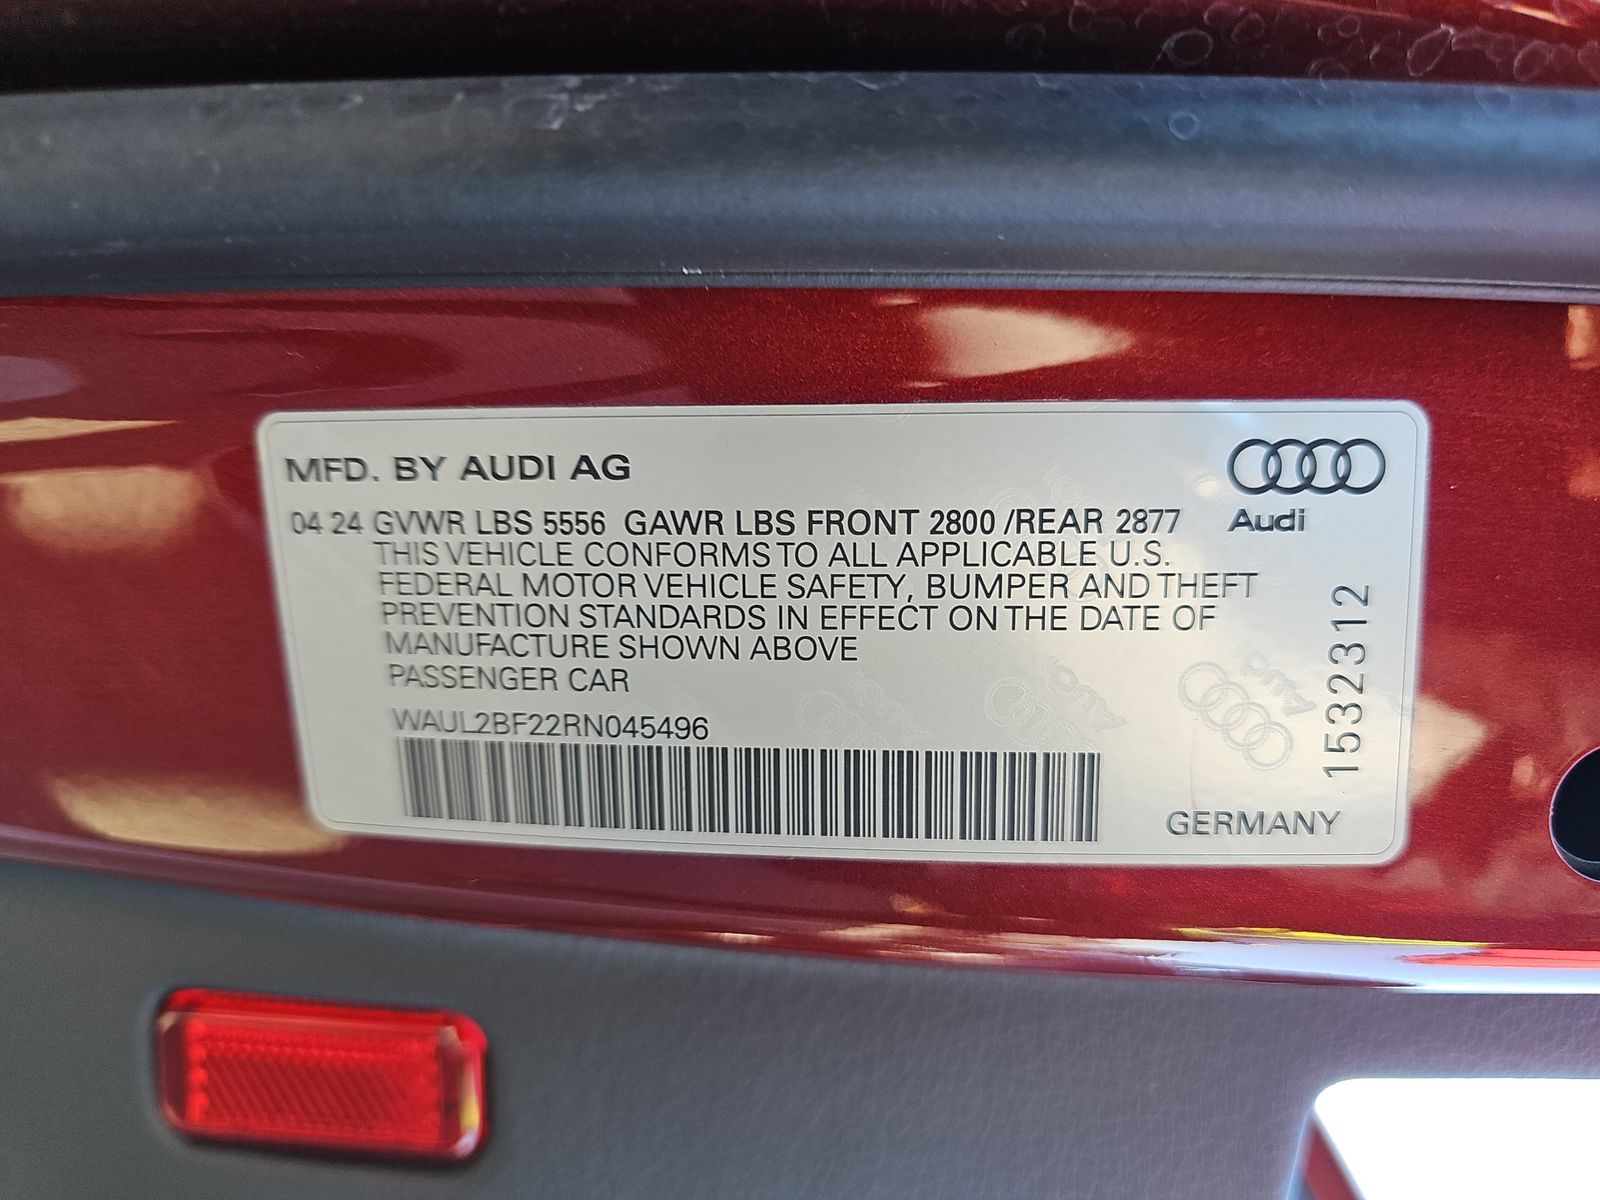 MFD. BY AUDI AG
Audi
04 24 GVWR LBS 5556 GAWR LBS FRONT 2800 /REAR 2877
THIS VEHICLE CONFORMS TO ALL APPLICABLE U.S.
FEDERAL MOTOR VEHICLE SAFETY, BUMPER AND THEFT
PREVENTION STANDARDS IN EFFECT ON THE DATE OF
MANUFACTURE SHOWN ABOVE
PASSENGER CAR
WAUL2BF22RN045496
1532312
GERMANY